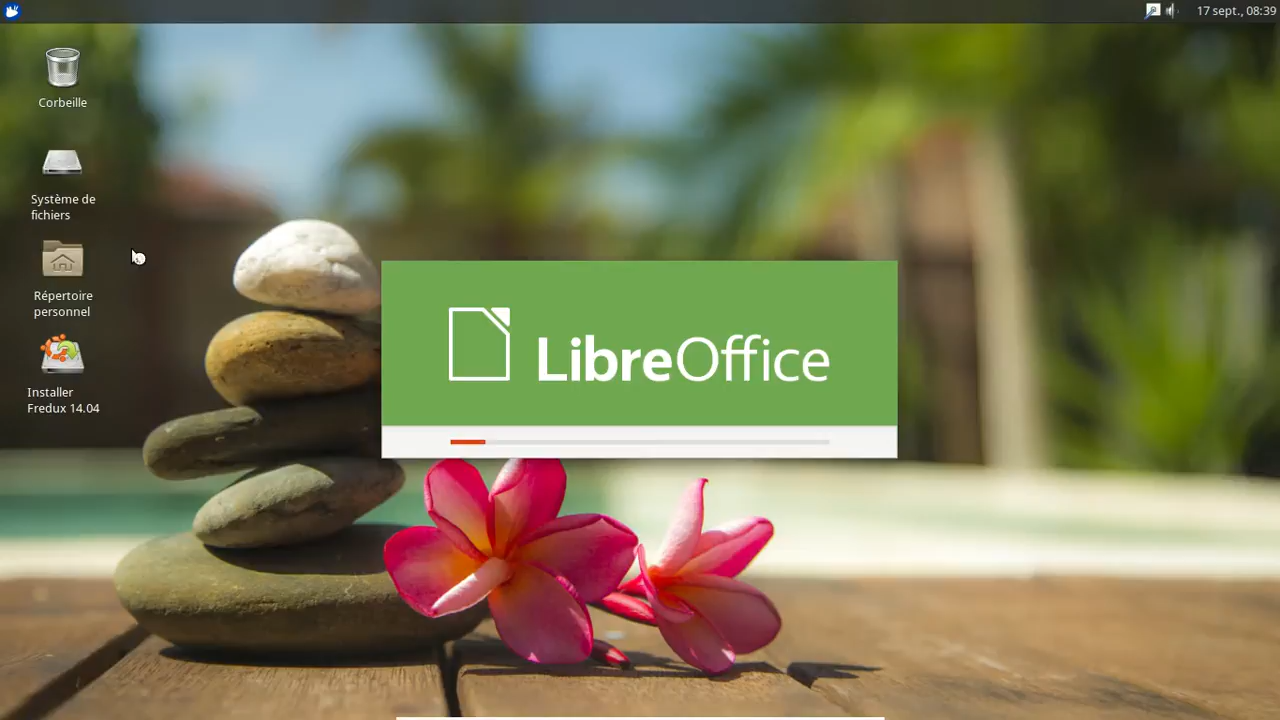 17 sept., 08:39
Corbeille
Système de
fichiers
Répertoire
personnel
Installer
Fredux 14.04
LibreOffice